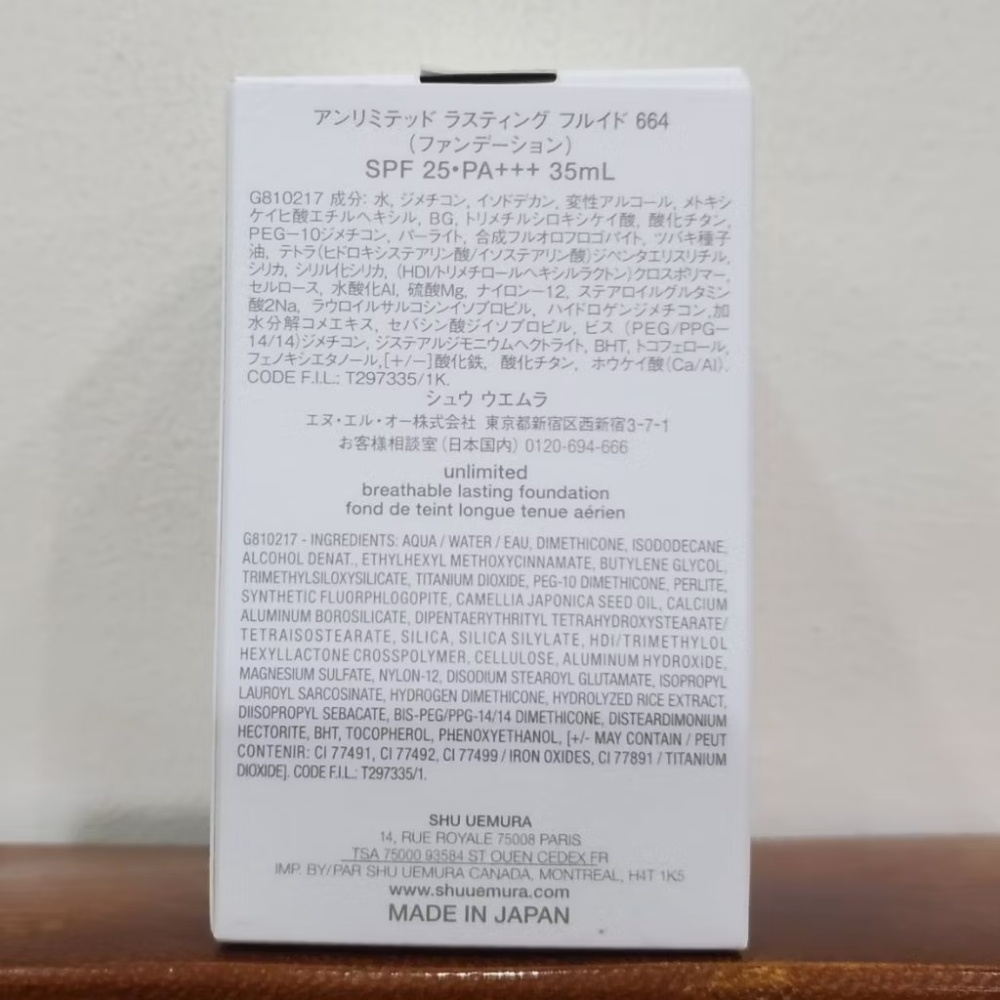 アンリミテッド ラスティング フルイド 664
(ファンデーション)
SPF 25•PA+++ 35mL
G810217 成分: 水, ジメチコン, イソドデカン, 変性アルコール, メトキシ
ケイヒ酸エチルヘキシル, BG, トリメチルシロキシケイ酸, 酸化チタン,
PEG-10ジメチコン, パーライト, 合成フルオロフロゴパイト, ツバキ種子
油, テトラ(ヒドロキシステアリン酸/イソステアリン酸)ジペンタエリスリチル,
シリカ, シリル化シリカ, (HDI/トリメチロールヘキシルラクトン)クロスポリマー,
セルロース, 水酸化Al, 硫酸Mg, ナイロン-12, ステアロイルグルタミン
酸2Na, ラウロイルサルコシンイソプロピル, ハイドロゲンジメチコン,加
水分解コメエキス, セバシン酸ジイソプロピル, ビス (PEG/PPG-
14/14)ジメチコン, ジステアルジモニウムヘクトライト, BHT, トコフェロール,
フェノキシエタノール,[+/-]酸化鉄, 酸化チタン, ホウケイ酸(Ca/Al).
CODE F.I.L.: T297335/1K.
シュウ ウエムラ
エヌ・エル・オー株式会社 東京都新宿区西新宿3-7-1
お客様相談室(日本国内) 0120-694-666
unlimited
breathable lasting foundation
fond de teint longue tenue aérien
G810217 - INGREDIENTS: AQUA / WATER / EAU, DIMETHICONE, ISODODECANE,
ALCOHOL DENAT., ETHYLHEXYL METHOXYCINNAMATE, BUTYLENE GLYCOL,
TRIMETHYLSILOXYSILICATE, TITANIUM DIOXIDE, PEG-10 DIMETHICONE, PERLITE,
SYNTHETIC FLUORPHLOGOPITE, CAMELLIA JAPONICA SEED OIL, CALCIUM
ALUMINUM BOROSILICATE, DIPENTAERYTHRITYL TETRAHYDROXYSTEARATE/
TETRAISOSTEARATE, SILICA, SILICA SILYLATE, HDI/TRIMETHYLOL
HEXYLLACTONE CROSSPOLYMER, CELLULOSE, ALUMINUM HYDROXIDE,
MAGNESIUM SULFATE, NYLON-12, DISODIUM STEAROYL GLUTAMATE, ISOPROPYL
LAUROYL SARCOSINATE, HYDROGEN DIMETHICONE, HYDROLYZED RICE EXTRACT,
DIISOPROPYL SEBACATE, BIS-PEG/PPG-14/14 DIMETHICONE, DISTEARDIMONIUM
HECTORITE, BHT, TOCOPHEROL, PHENOXYETHANOL, [+/- MAY CONTAIN / PEUT
CONTENIR: CI 77491, CI 77492, CI 77499 / IRON OXIDES, CI 77891 / TITANIUM
DIOXIDE]. CODE F.I.L.: T297335/1.
SHU UEMURA
14, RUE ROYALE 75008 PARIS
TSA 75000 93584 ST OUEN CEDEX FR
IMP. BY/PAR SHU UEMURA CANADA, MONTREAL, H4T 1K5
www.shuuemura.com
MADE IN JAPAN